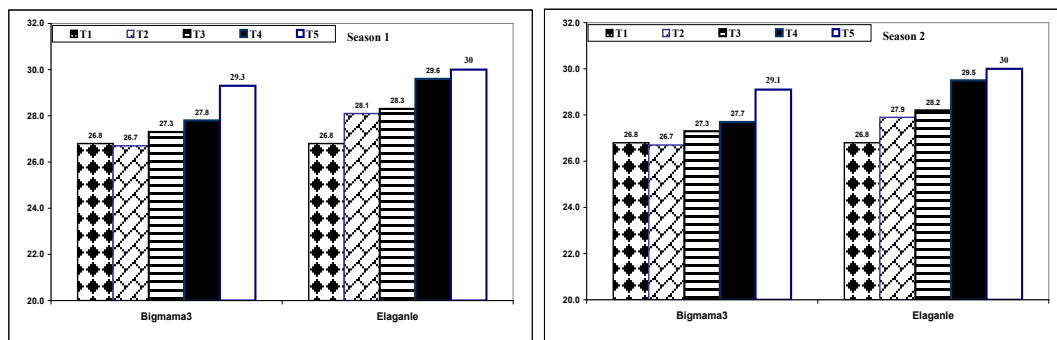 32.0
30.0
28.0
26.0
24.0
22.0
20.0
T1 T2 T3 T4 T5 Season 1
26.8 26.7 27.3 27.8 29.3 26.8 28.1 28.3 29.6 30
Bigmama3 Elaganle
32.0
30.0
28.0
26.0
24.0
22.0
20.0
T1 T2 T3 T4 T5 Season 2
26.8 26.7 27.3 27.7 29.1 26.8 27.9 28.2 29.5 30
Bigmama3 Elaganle